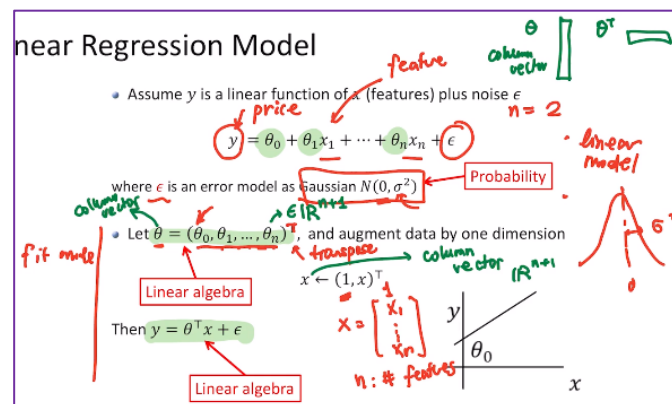 near Regression Model
θ
θᵀ
column
vector
feature
• Assume y is a linear function of x (features) plus noise ϵ
price
n = 2
y = θ₀ + θ₁x₁ + ⋯ + θₙxₙ + ϵ
linear
model
Probability
where ϵ is an error model as Gaussian N(0, σ²)
column
vector
∈ ℝⁿ⁺¹
• Let θ = (θ₀, θ₁, … , θₙ)ᵀ, and augment data by one dimension
transpose
column
vector ℝⁿ⁺¹
0
Linear algebra
x ← (1, x)ᵀ
Then y = θᵀx + ϵ
x = [1 x₁ ⋮ xₙ]
y
θ₀
x
n: # features
Linear algebra